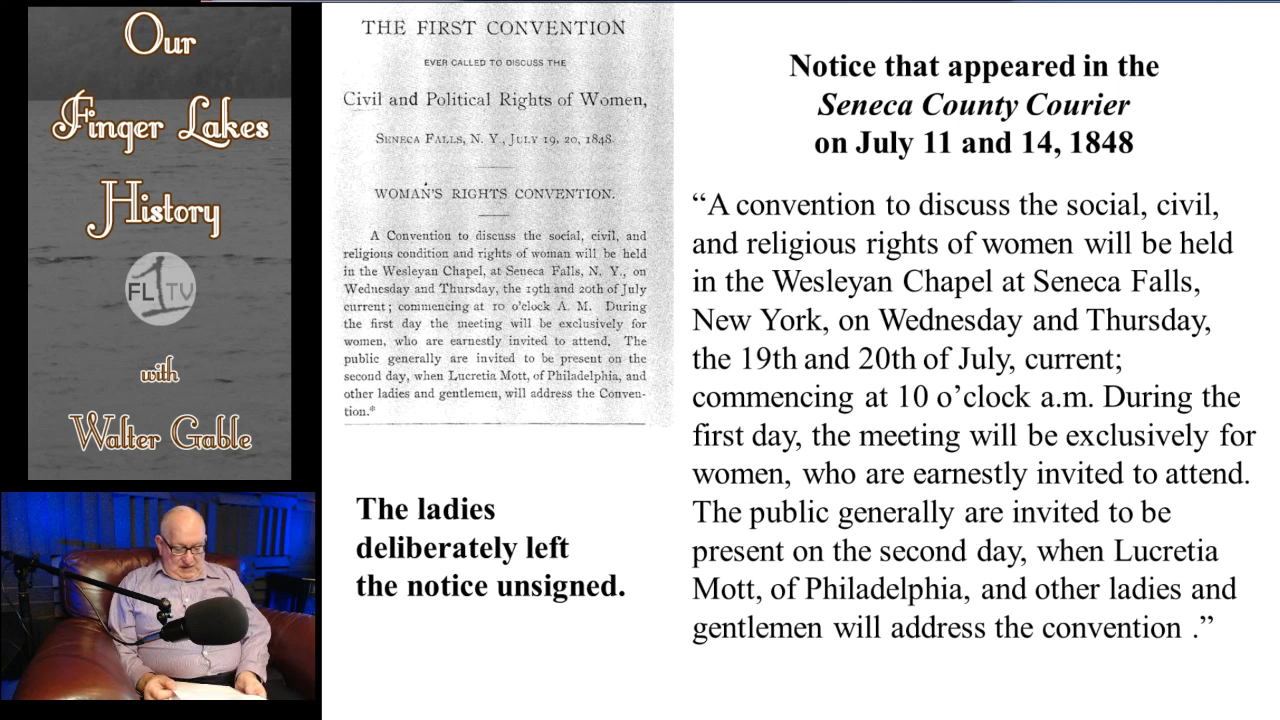 Our
Finger Lakes
History
FL1TV
with
Walter Gable
THE FIRST CONVENTION
EVER CALLED TO DISCUSS THE
Civil and Political Rights of Women,
SENECA FALLS, N. Y., JULY 19, 20, 1848.
WOMAN'S RIGHTS CONVENTION.
A Convention to discuss the social, civil, and
religious condition and rights of woman will be held
in the Wesleyan Chapel, at Seneca Falls, N. Y., on
Wednesday and Thursday, the 19th and 20th of July
current; commencing at 10 o'clock A. M. During
the first day the meeting will be exclusively for
women, who are earnestly invited to attend. The
public generally are invited to be present on the
second day, when Lucretia Mott, of Philadelphia, and
other ladies and gentlemen, will address the Conven-
tion.*
The ladies
deliberately left
the notice unsigned.
Notice that appeared in the
Seneca County Courier
on July 11 and 14, 1848
“A convention to discuss the social, civil,
and religious rights of women will be held
in the Wesleyan Chapel at Seneca Falls,
New York, on Wednesday and Thursday,
the 19th and 20th of July, current;
commencing at 10 o’clock a.m. During the
first day, the meeting will be exclusively for
women, who are earnestly invited to attend.
The public generally are invited to be
present on the second day, when Lucretia
Mott, of Philadelphia, and other ladies and
gentlemen will address the convention .”